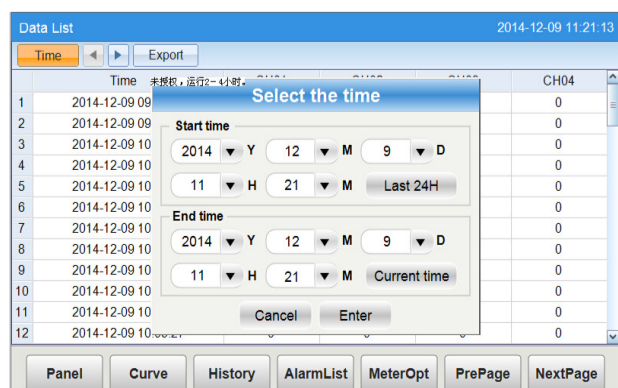 Data List 2014-12-09 11:21:13
Time Export
Time 未授权，运行2-4小时。 CH04
Select the time
1 2014-12-09 09 0
2 2014-12-09 09 0
Start time
3 2014-12-09 10 0
2014 Y 12 M 9 D
4 2014-12-09 10 0
5 2014-12-09 10 0
11 H 21 M Last 24H
6 2014-12-09 10 0
End time
7 2014-12-09 10 0
2014 Y 12 M 9 D
8 2014-12-09 10 0
9 2014-12-09 10 0
11 H 21 M Current time
10 2014-12-09 10 0
11 2014-12-09 10 0
Cancel Enter
12 2014-12-09 10 0
Panel Curve History AlarmList MeterOpt PrePage NextPage